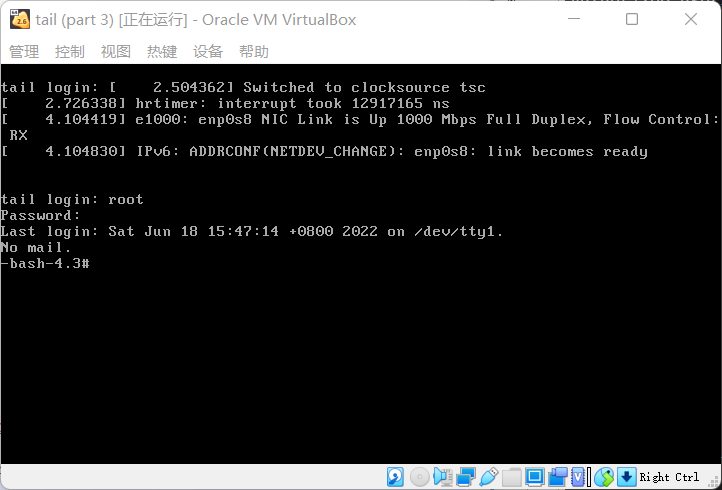 tail (part 3) [正在运行] - Oracle VM VirtualBox
管理 控制 视图 热键 设备 帮助
tail login: [    2.504362] Switched to clocksource tsc
[    2.726338] hrtimer: interrupt took 12917165 ns
[    4.104419] e1000: enp0s8 NIC Link is Up 1000 Mbps Full Duplex, Flow Control:
 RX
[    4.104830] IPv6: ADDRCONF(NETDEV_CHANGE): enp0s8: link becomes ready
tail login: root
Password:
Last login: Sat Jun 18 15:47:14 +0800 2022 on /dev/tty1.
No mail.
-bash-4.3#
Right Ctrl